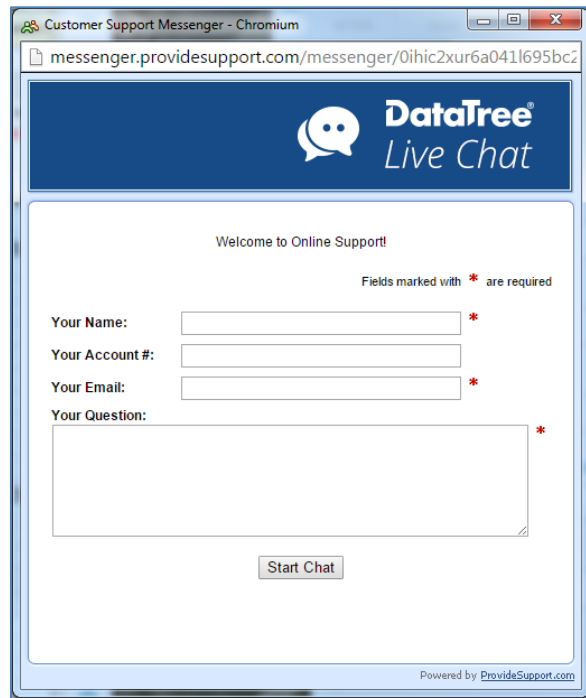 Customer Support Messenger - Chromium
messenger.providesupport.com/messenger/0ihic2xur6a041l695bc2
DataTree®
Live Chat
Welcome to Online Support!
Fields marked with * are required
Your Name: *
Your Account #:
Your Email: *
Your Question:
*
Start Chat
Powered by ProvideSupport.com